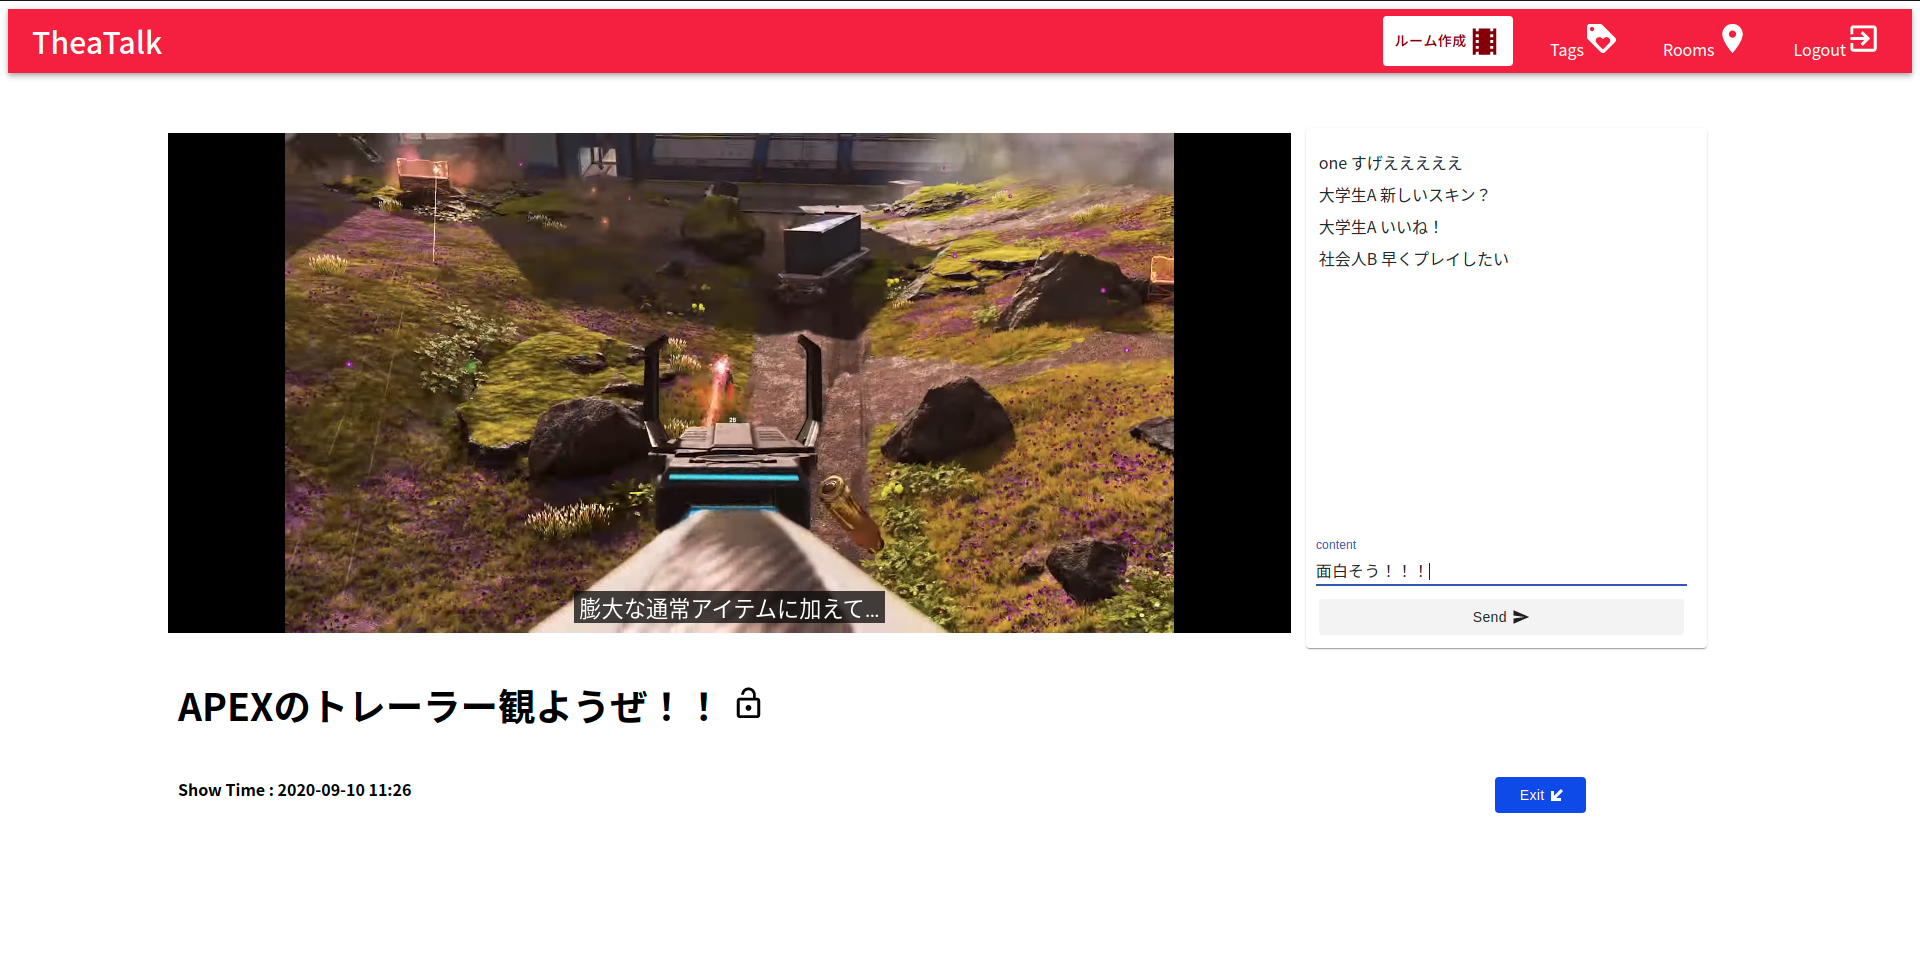 TheaTalk
ルーム作成
Tags
Rooms
Logout
one すげええええええ
大学生A 新しいスキン？
大学生A いいね！
社会人B 早くプレイしたい
28
膨大な通常アイテムに加えて...
content
面白そう！！！
Send
APEXのトレーラー観ようぜ！！
Show Time : 2020-09-10 11:26
Exit